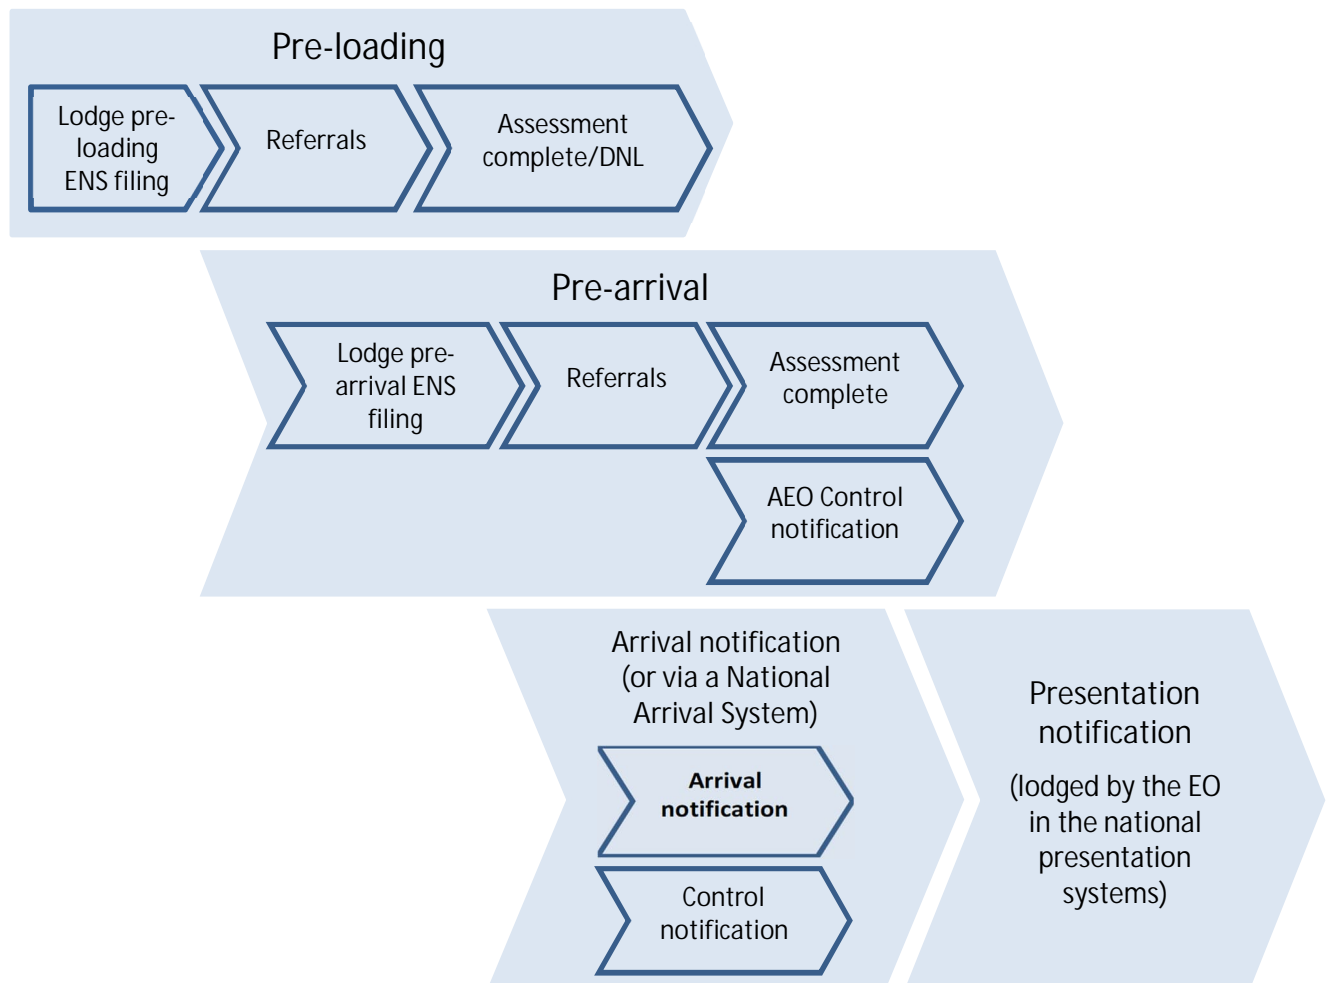 Pre-loading
Lodge pre-
loading
ENS filing
Referrals
Assessment
complete/DNL
Pre-arrival
Lodge pre-
arrival ENS
filing
Referrals
Assessment
complete
AEO Control
notification
Arrival notification
(or via a National
Arrival System)
Arrival
notification
Control
notification
Presentation
notification
(lodged by the EO
in the national
presentation
systems)